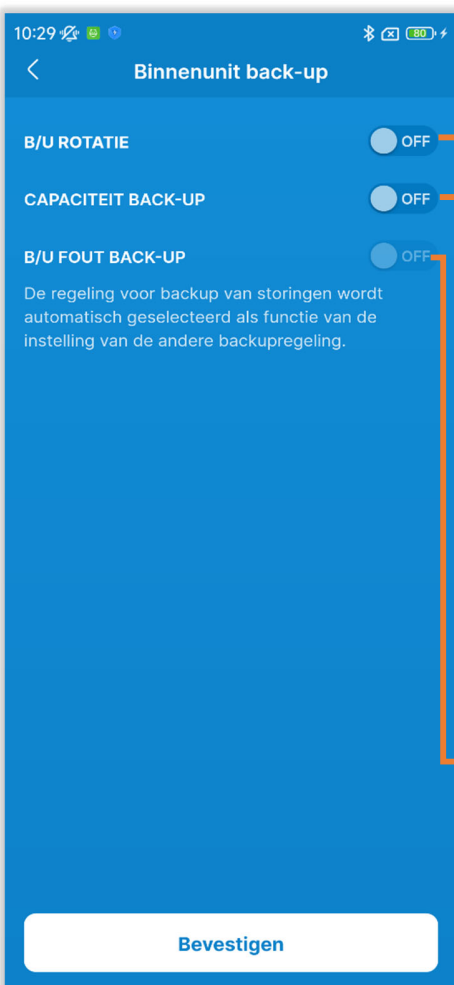 10:29
80
Binnenunit back-up
B/U ROTATIE OFF
CAPACITEIT BACK-UP OFF
B/U FOUT BACK-UP OFF
De regeling voor backup van storingen wordt
automatisch geselecteerd als functie van de
instelling van de andere backupregeling.
Bevestigen